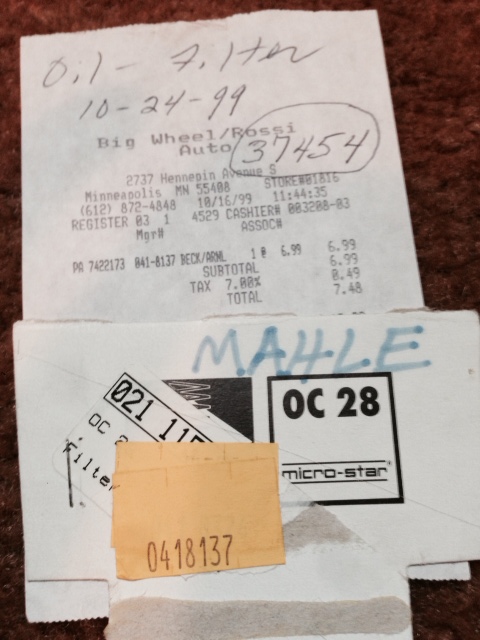 Oil - Filter
10-24-99
Big Wheel/Rossi
Auto
37454
2737 Hennepin Avenue S
Minneapolis MN 55408 STORE#01816
(612) 872-4848 10/16/99 11:44:35
REGISTER 03 1 4529 CASHIER# 003208-03
Mgr# ASSOC#
PA 7422173 041-8137 BECK/ARNL 1 @ 6.99 6.99
SUBTOTAL 6.99
TAX 7.00% 0.49
TOTAL 7.48
MAHLE
021 115
OC 28
OC 2
Filter
micro-star
0418137